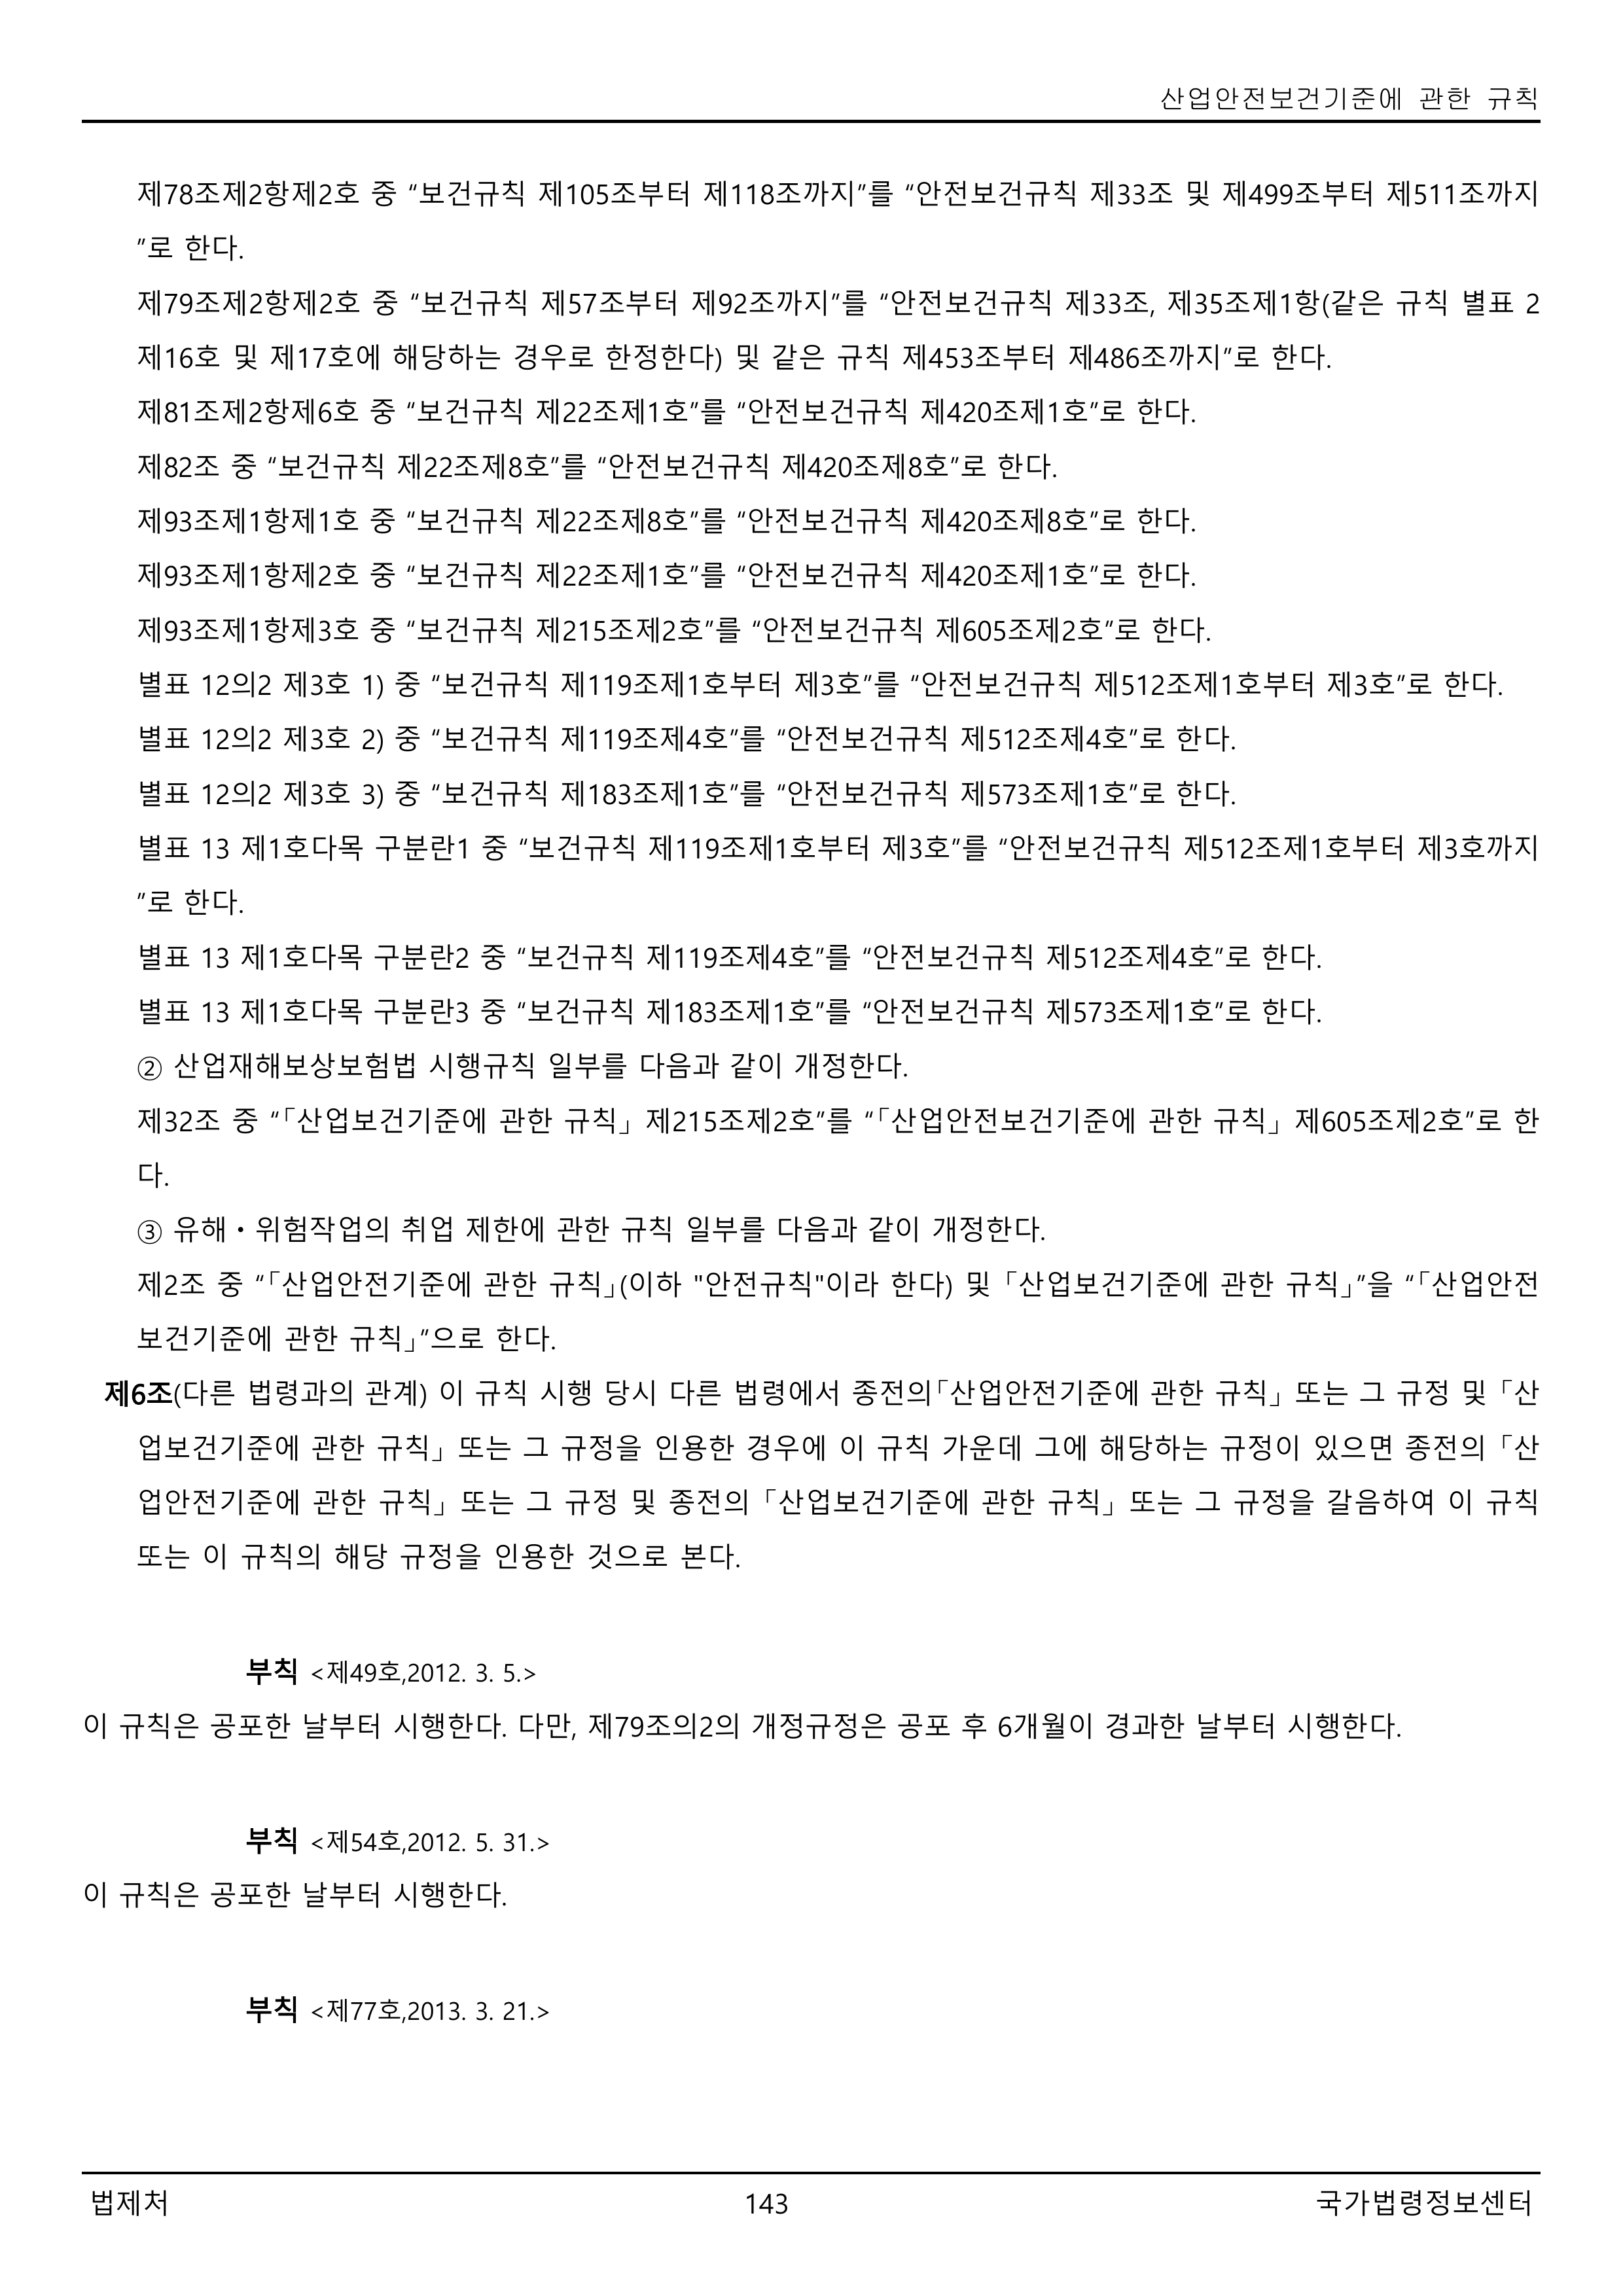 산업안전보건기준에 관한 규칙
제78조제2항제2호 중 “보건규칙 제105조부터 제118조까지”를 “안전보건규칙 제33조 및 제499조부터 제511조까지
”로 한다.
제79조제2항제2호 중 “보건규칙 제57조부터 제92조까지”를 “안전보건규칙 제33조, 제35조제1항(같은 규칙 별표 2
제16호 및 제17호에 해당하는 경우로 한정한다) 및 같은 규칙 제453조부터 제486조까지”로 한다.
제81조제2항제6호 중 “보건규칙 제22조제1호”를 “안전보건규칙 제420조제1호”로 한다.
제82조 중 “보건규칙 제22조제8호”를 “안전보건규칙 제420조제8호”로 한다.
제93조제1항제1호 중 “보건규칙 제22조제8호”를 “안전보건규칙 제420조제8호”로 한다.
제93조제1항제2호 중 “보건규칙 제22조제1호”를 “안전보건규칙 제420조제1호”로 한다.
제93조제1항제3호 중 “보건규칙 제215조제2호”를 “안전보건규칙 제605조제2호”로 한다.
별표 12의2 제3호 1) 중 “보건규칙 제119조제1호부터 제3호”를 “안전보건규칙 제512조제1호부터 제3호”로 한다.
별표 12의2 제3호 2) 중 “보건규칙 제119조제4호”를 “안전보건규칙 제512조제4호”로 한다.
별표 12의2 제3호 3) 중 “보건규칙 제183조제1호”를 “안전보건규칙 제573조제1호”로 한다.
별표 13 제1호다목 구분란1 중 “보건규칙 제119조제1호부터 제3호”를 “안전보건규칙 제512조제1호부터 제3호까지
”로 한다.
별표 13 제1호다목 구분란2 중 “보건규칙 제119조제4호”를 “안전보건규칙 제512조제4호”로 한다.
별표 13 제1호다목 구분란3 중 “보건규칙 제183조제1호”를 “안전보건규칙 제573조제1호”로 한다.
② 산업재해보상보험법 시행규칙 일부를 다음과 같이 개정한다.
제32조 중 “「산업보건기준에 관한 규칙」 제215조제2호”를 “「산업안전보건기준에 관한 규칙」 제605조제2호”로 한
다.
③ 유해ㆍ위험작업의 취업 제한에 관한 규칙 일부를 다음과 같이 개정한다.
제2조 중 “「산업안전기준에 관한 규칙」(이하 "안전규칙"이라 한다) 및 「산업보건기준에 관한 규칙」”을 “「산업안전
보건기준에 관한 규칙」”으로 한다.
제6조(다른 법령과의 관계) 이 규칙 시행 당시 다른 법령에서 종전의「산업안전기준에 관한 규칙」 또는 그 규정 및 「산
업보건기준에 관한 규칙」 또는 그 규정을 인용한 경우에 이 규칙 가운데 그에 해당하는 규정이 있으면 종전의 「산
업안전기준에 관한 규칙」 또는 그 규정 및 종전의 「산업보건기준에 관한 규칙」 또는 그 규정을 갈음하여 이 규칙
또는 이 규칙의 해당 규정을 인용한 것으로 본다.
부칙 <제49호,2012. 3. 5.>
이 규칙은 공포한 날부터 시행한다. 다만, 제79조의2의 개정규정은 공포 후 6개월이 경과한 날부터 시행한다.
부칙 <제54호,2012. 5. 31.>
이 규칙은 공포한 날부터 시행한다.
부칙 <제77호,2013. 3. 21.>
법제처 143 국가법령정보센터